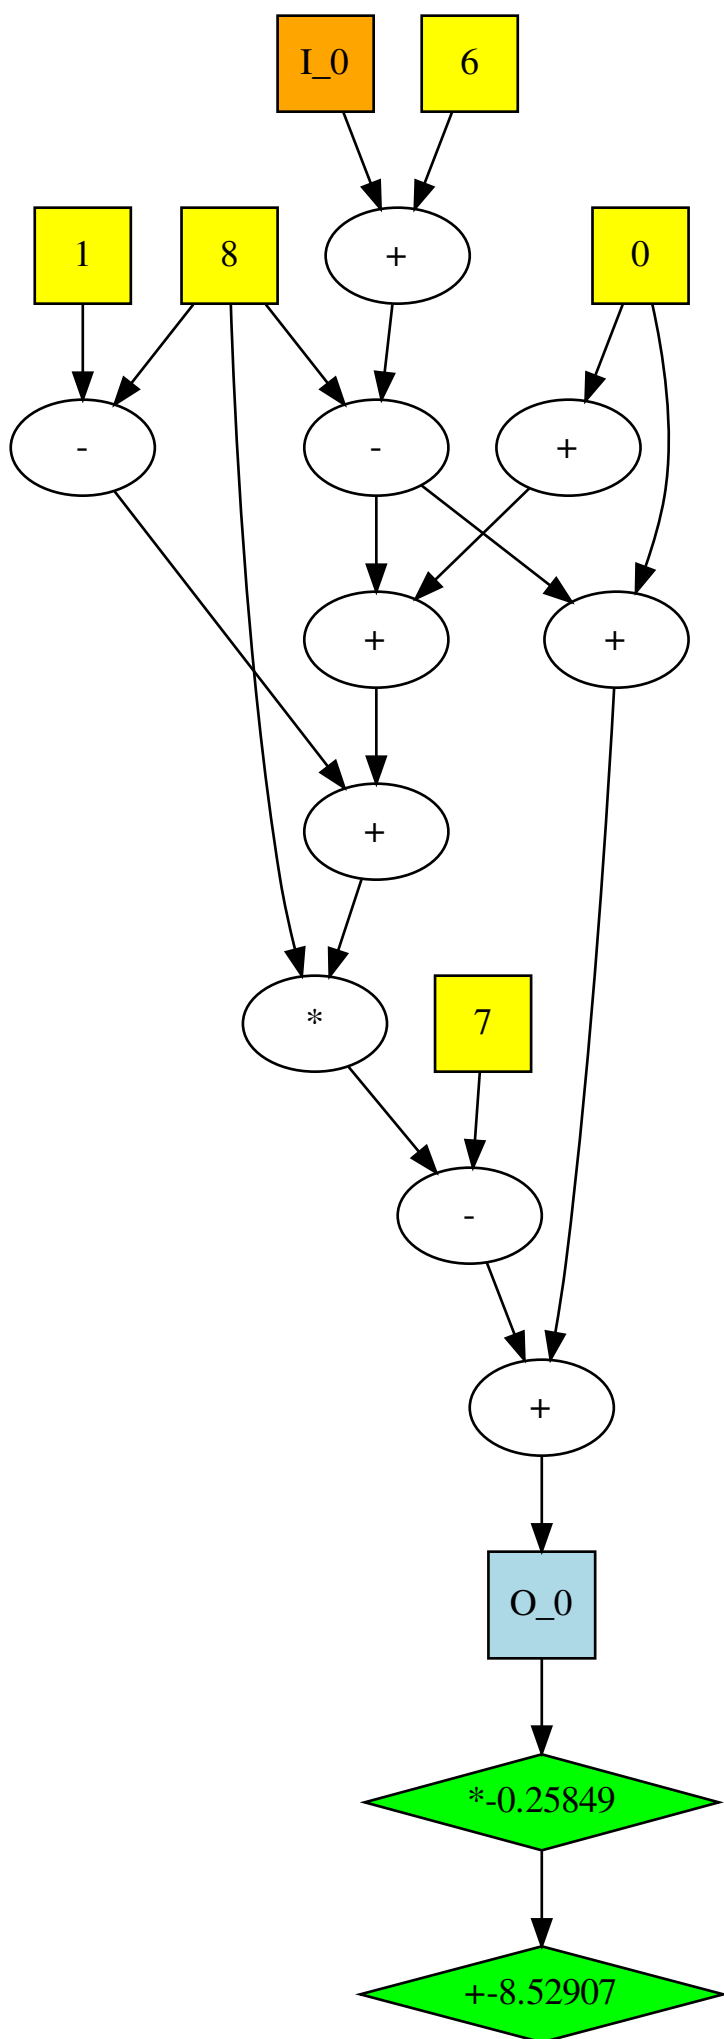 I_0 6
1 8 + 0
- - +
+ +
+
* 7
-
+
O_0
*-0.25849
+-8.52907